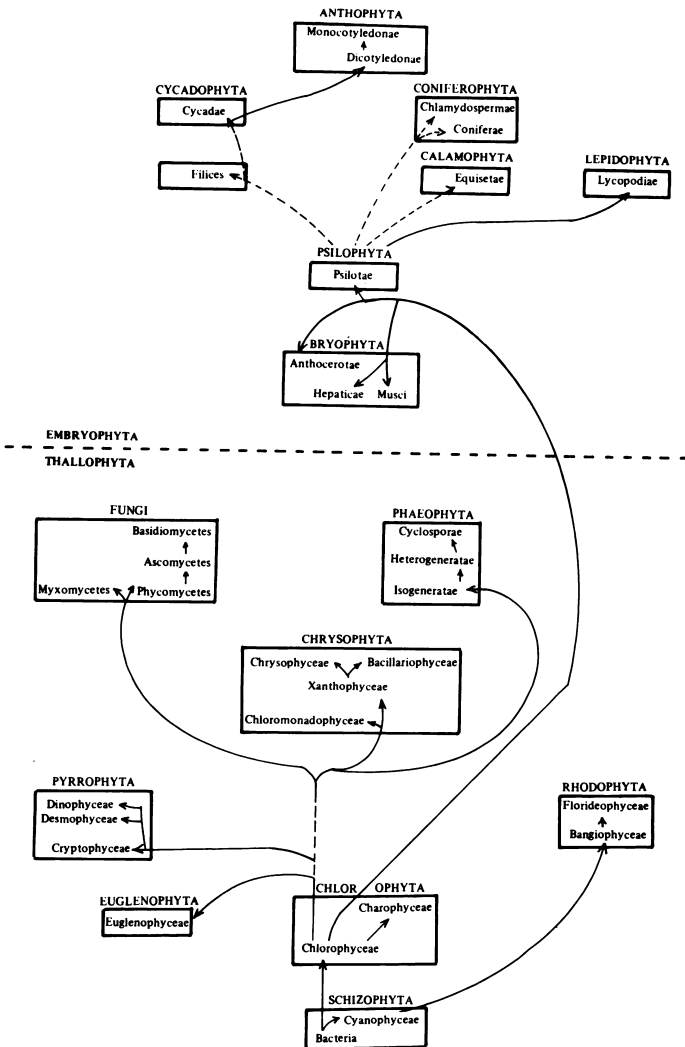 ANTHOPHYTA
Monocotyledonae
Dicotyledonae
CYCADOPHYTA
Cycadae
CONIFEROPHYTA
Chlamydospermae
Coniferae
Filices
CALAMOPHYTA
Equisetae
LEPIDOPHYTA
Lycopodiae
PSILOPHYTA
Psilotae
BRYOPHYTA
Anthocerotae
Hepaticae Musci
EMBRYOPHYTA
THALLOPHYTA
FUNGI
Basidiomycetes
Ascomycetes
Myxomycetes Phycomycetes
PHAEOPHYTA
Cyclosporae
Heterogeneratae
Isogeneratae
CHRYSOPHYTA
Chrysophyceae Bacillariophyceae
Xanthophyceae
Chloromonadophyceae
PYRROPHYTA
Dinophyceae
Desmophyceae
Cryptophyceae
RHODOPHYTA
Florideophyceae
Bangiophyceae
EUGLENOPHYTA
Euglenophyceae
CHLOR OPHYTA
Charophyceae
Chlorophyceae
SCHIZOPHYTA
Cyanophyceae
Bacteria